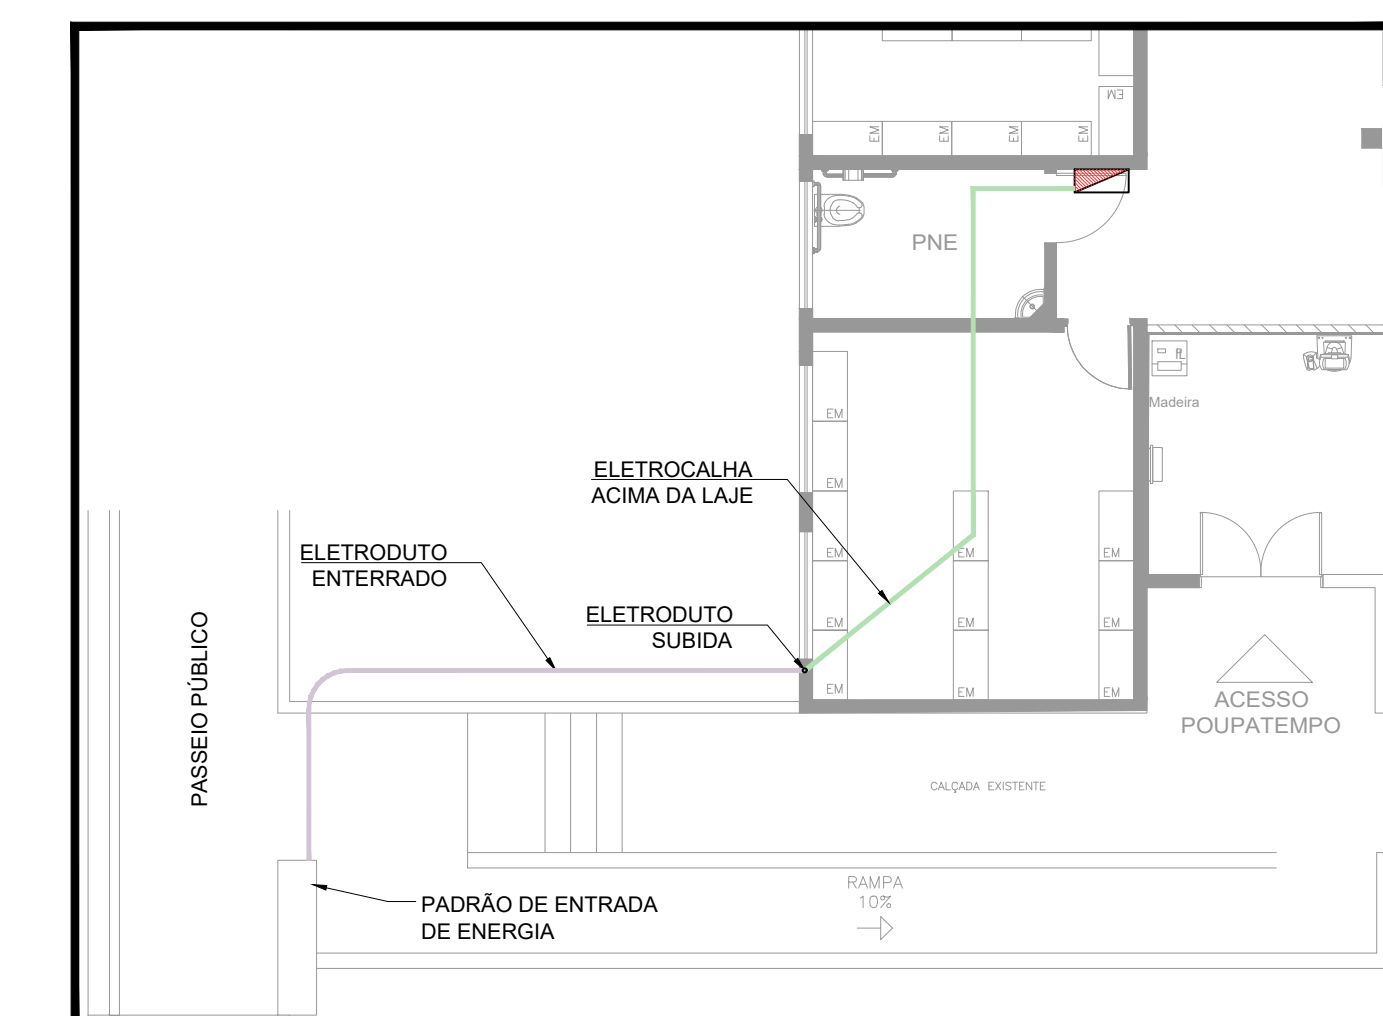 EM
EM
EM
EM
EM
PNE
Madeira
EM
EM
EM
EM
EM
EM
EM
EM
EM
EM
EM
ELETROCALHA
ACIMA DA LAJE
ELETRODUTO
ENTERRADO
ELETRODUTO
SUBIDA
PASSEIO PÚBLICO
ACESSO
POUPATEMPO
CALÇADA EXISTENTE
RAMPA
10%
PADRÃO DE ENTRADA
DE ENERGIA